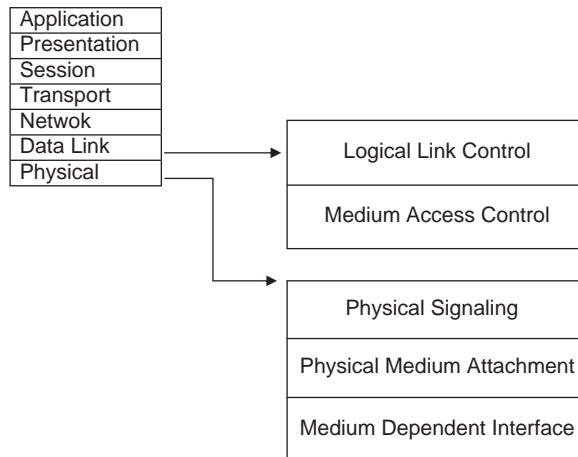 Application
Presentation
Session
Transport
Netwok
Data Link
Physical
Logical Link Control
Medium Access Control
Physical Signaling
Physical Medium Attachment
Medium Dependent Interface